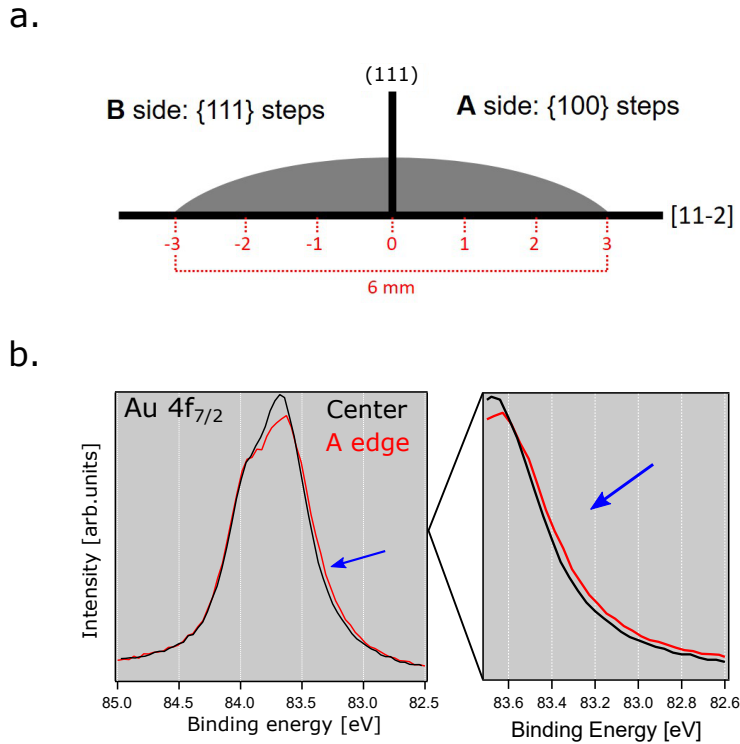 a.
(111)
B side: {111} steps
A side: {100} steps
[11-2]
-3 -2 -1 0 1 2 3
6 mm
b.
Au 4f7/2
Center
A edge
Intensity [arb.units]
85.0 84.5 84.0 83.5 83.0 82.5
Binding energy [eV]
83.6 83.4 83.2 83.0 82.8 82.6
Binding Energy [eV]